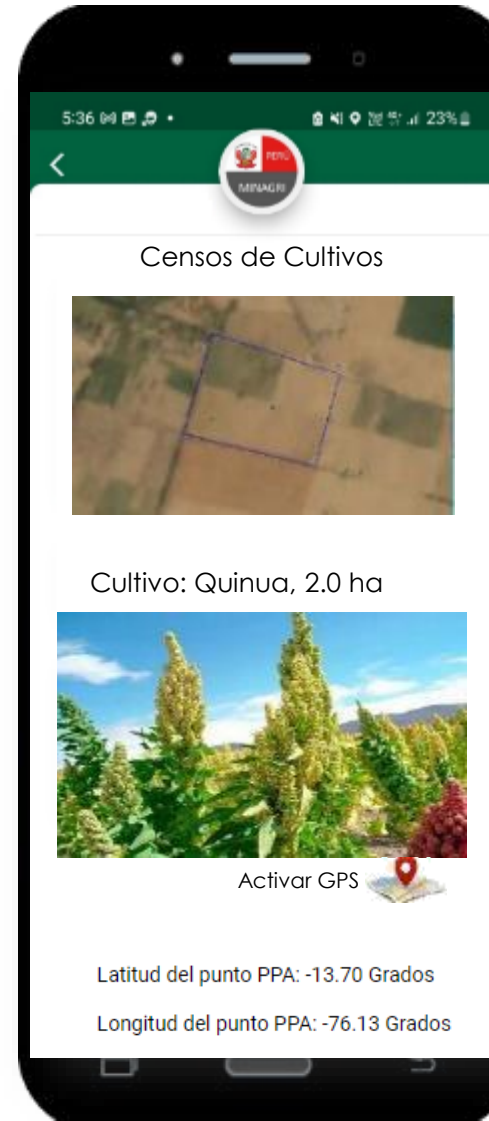 5:36
23%
PERÚ
MINAGRI
Censos de Cultivos
Cultivo: Quinua, 2.0 ha
Activar GPS
Latitud del punto PPA: -13.70 Grados
Longitud del punto PPA: -76.13 Grados